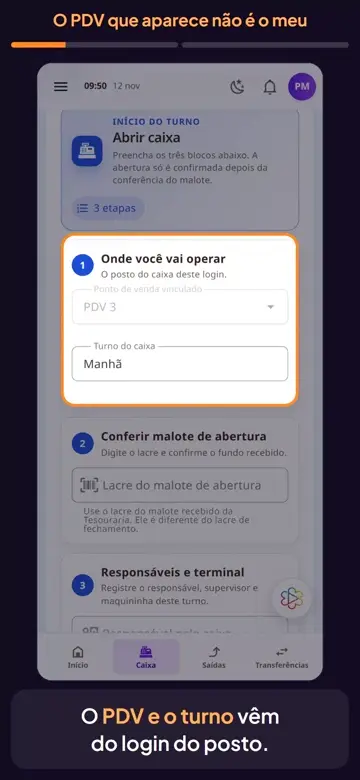 O PDV que aparece não é o meu
09:50 12 nov
PM
INÍCIO DO TURNO
Abrir caixa
Preencha os três blocos abaixo. A
abertura só é confirmada depois da
conferência do malote.
3 etapas
1
Onde você vai operar
O posto do caixa deste login.
Ponto de venda vinculado
PDV 3
Turno do caixa
Manhã
2
Conferir malote de abertura
Digite o lacre e confirme o fundo recebido.
Lacre do malote de abertura
Use o lacre do malote recebido da
Tesouraria. Ele é diferente do lacre de
fechamento.
3
Responsáveis e terminal
Registre o responsável, supervisor e
maquininha deste turno.
Responsável pelo caixa
Início
Caixa
Saídas
Transferências
O PDV e o turno vêm
do login do posto.